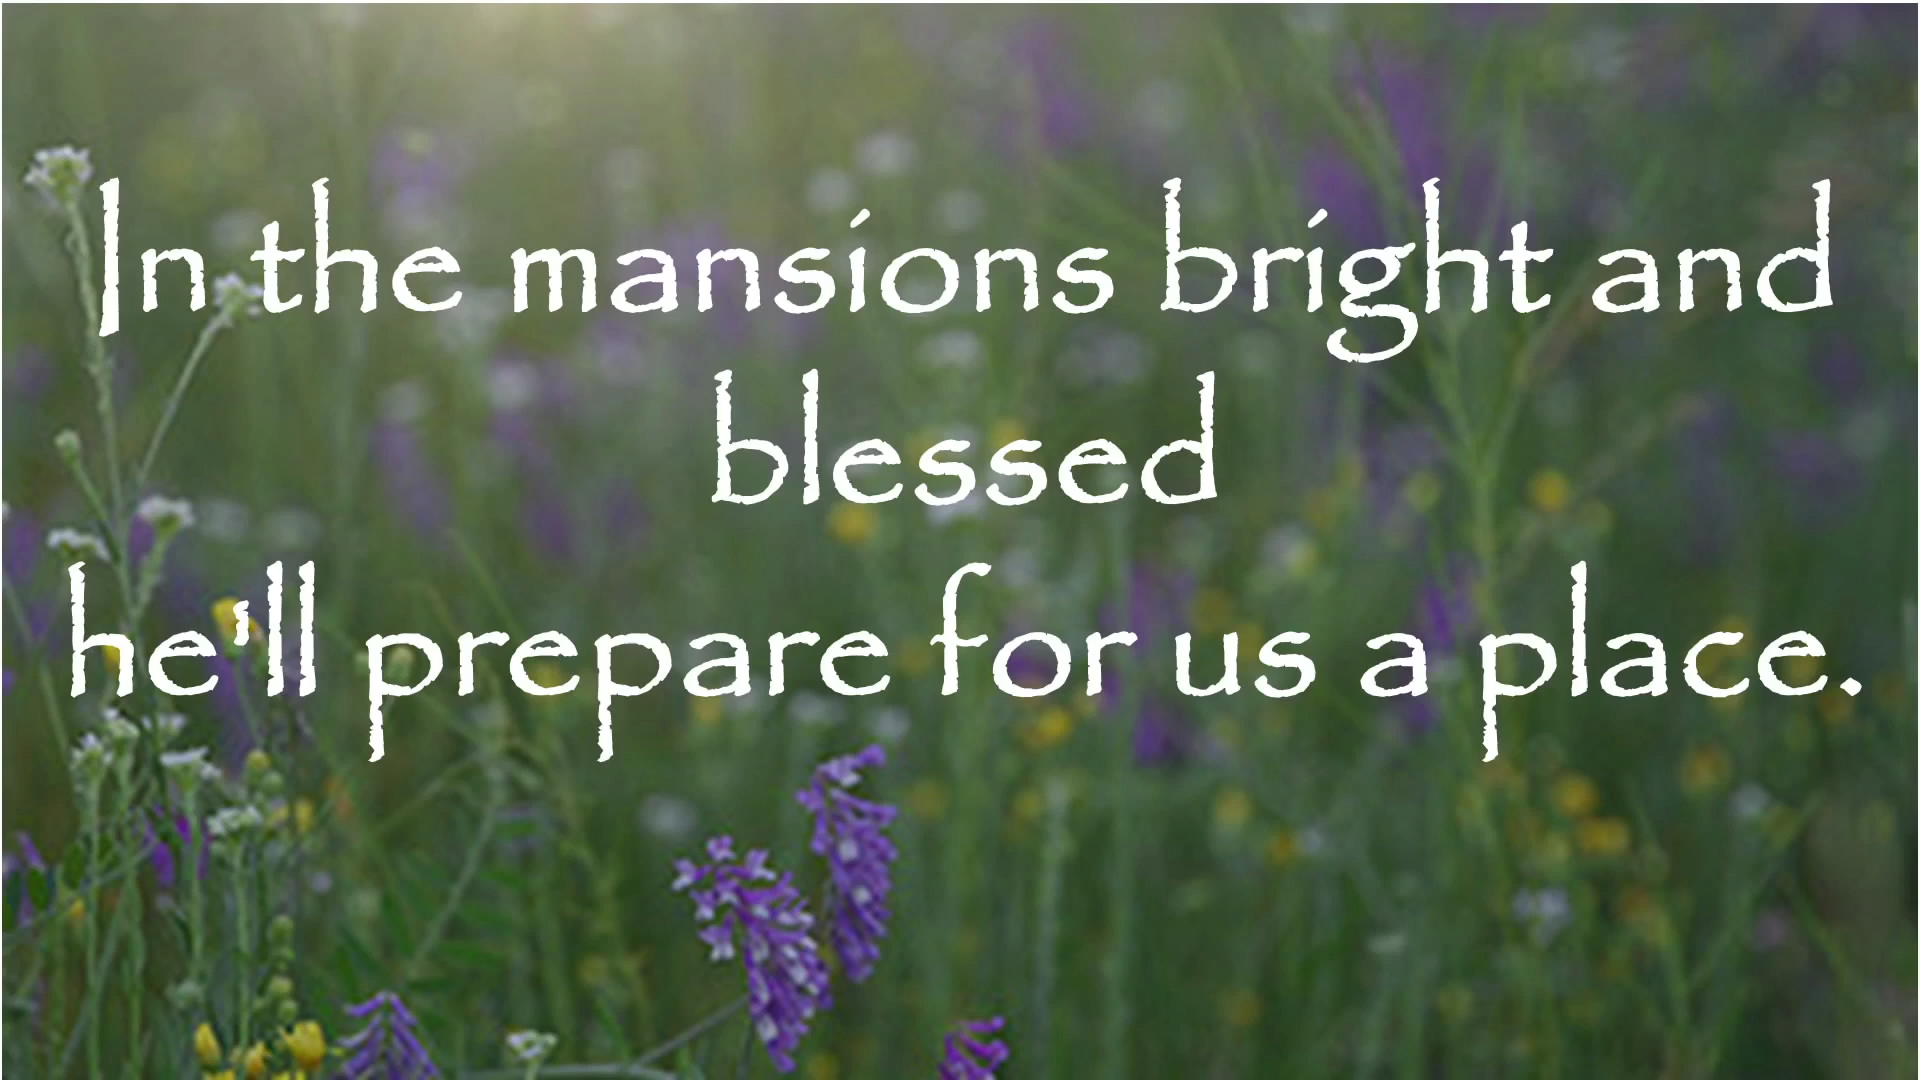 In the mansions bright and
blessed
he'll prepare for us a place.